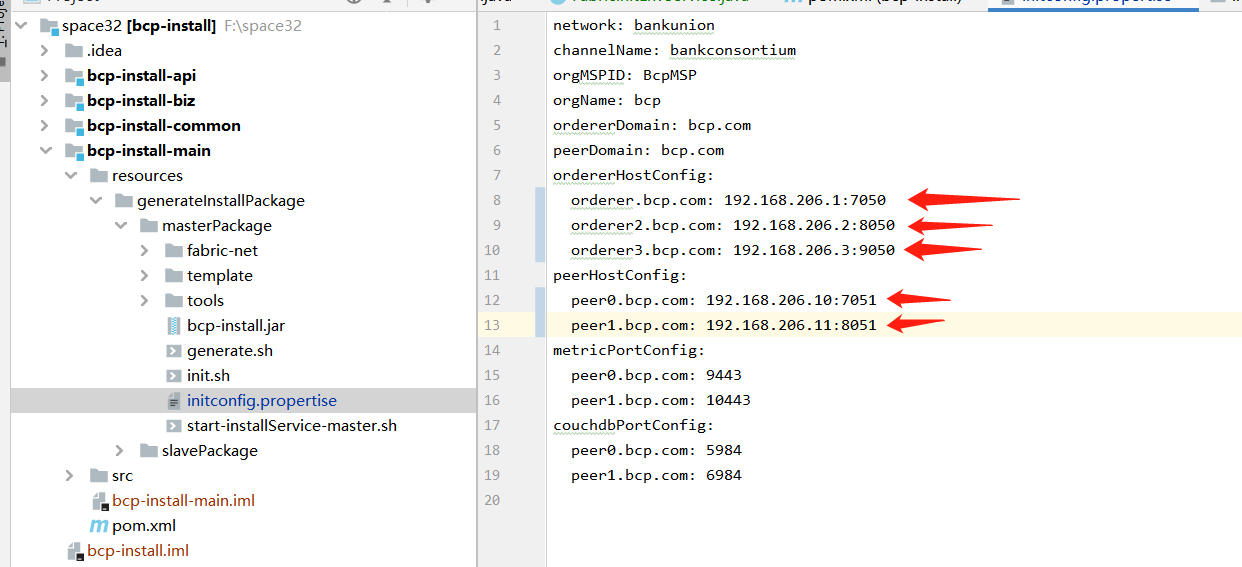 space32 [bcp-install] F:\space32
.idea
bcp-install-api
bcp-install-biz
bcp-install-common
bcp-install-main
resources
generateInstallPackage
masterPackage
fabric-net
template
tools
bcp-install.jar
generate.sh
init.sh
initconfig.propertise
start-installService-master.sh
slavePackage
src
bcp-install-main.iml
pom.xml
bcp-install.iml
1 network: bankunion
2 channelName: bankconsortium
3 orgMSPID: BcpMSP
4 orgName: bcp
5 ordererDomain: bcp.com
6 peerDomain: bcp.com
7 ordererHostConfig:
8 orderer.bcp.com: 192.168.206.1:7050
9 orderer2.bcp.com: 192.168.206.2:8050
10 orderer3.bcp.com: 192.168.206.3:9050
11 peerHostConfig:
12 peer0.bcp.com: 192.168.206.10:7051
13 peer1.bcp.com: 192.168.206.11:8051
14 metricPortConfig:
15 peer0.bcp.com: 9443
16 peer1.bcp.com: 10443
17 couchdbPortConfig:
18 peer0.bcp.com: 5984
19 peer1.bcp.com: 6984
20